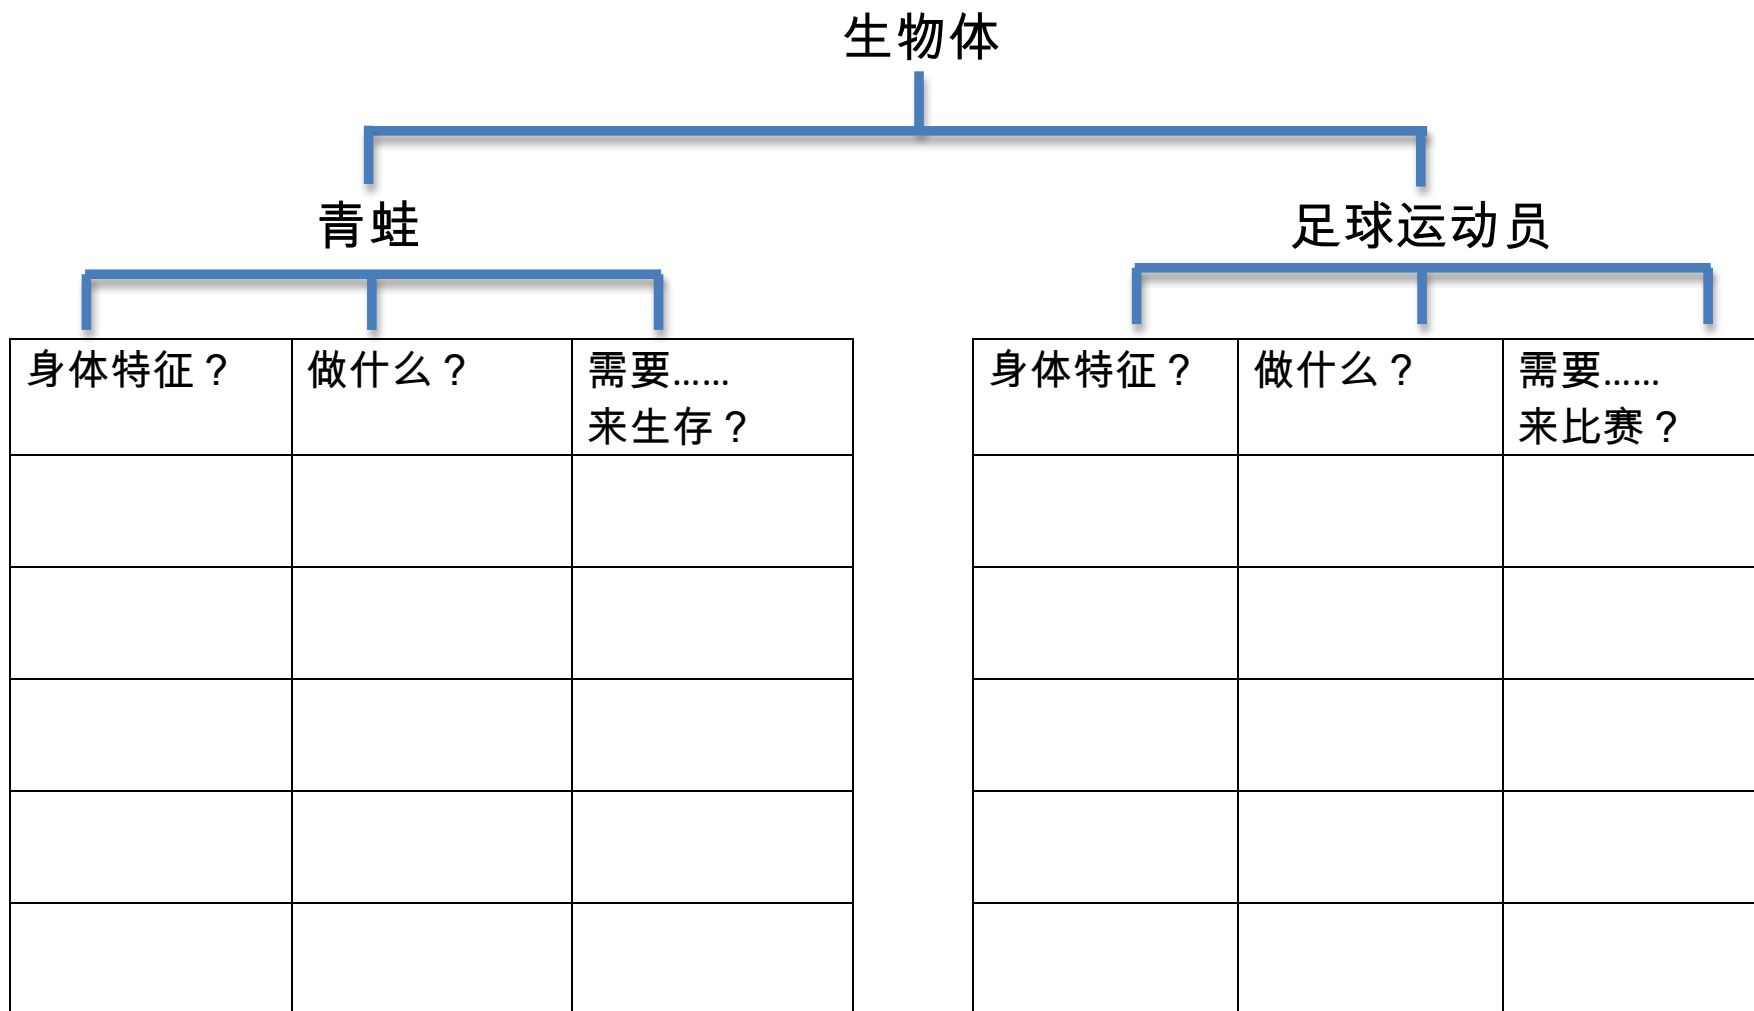 生物体
青蛙
足球运动员
身体特征？
做什么？
需要……
来生存？
身体特征？
做什么？
需要……
来比赛？